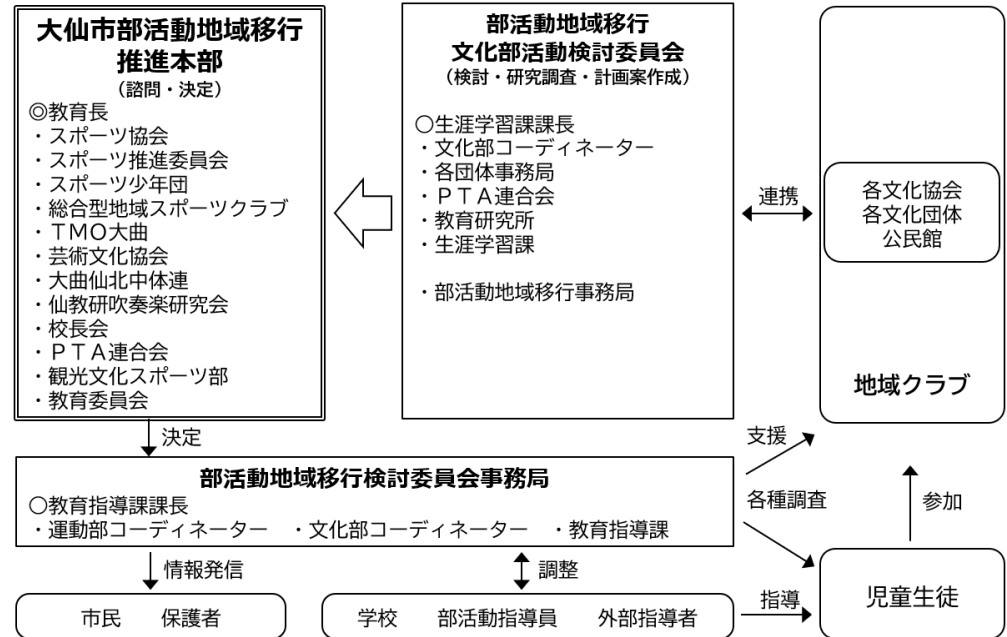 大仙市部活動地域移行
推進本部
（諮問・決定）
◎教育長
・スポーツ協会
・スポーツ推進委員会
・スポーツ少年団
・総合型地域スポーツクラブ
・ＴＭＯ大曲
・芸術文化協会
・大曲仙北中体連
・仙教研吹奏楽研究会
・校長会
・ＰＴＡ連合会
・観光文化スポーツ部
・教育委員会
部活動地域移行
文化部活動検討委員会
（検討・研究調査・計画案作成）
○生涯学習課課長
・文化部コーディネーター
・各団体事務局
・ＰＴＡ連合会
・教育研究所
・生涯学習課
・部活動地域移行事務局
連携
各文化協会
各文化団体
公民館
地域クラブ
決定
部活動地域移行検討委員会事務局
○教育指導課課長
・運動部コーディネーター　・文化部コーディネーター　・教育指導課
支援
各種調査
参加
情報発信
調整
市民　　保護者
学校　　部活動指導員　　外部指導者
指導
児童生徒